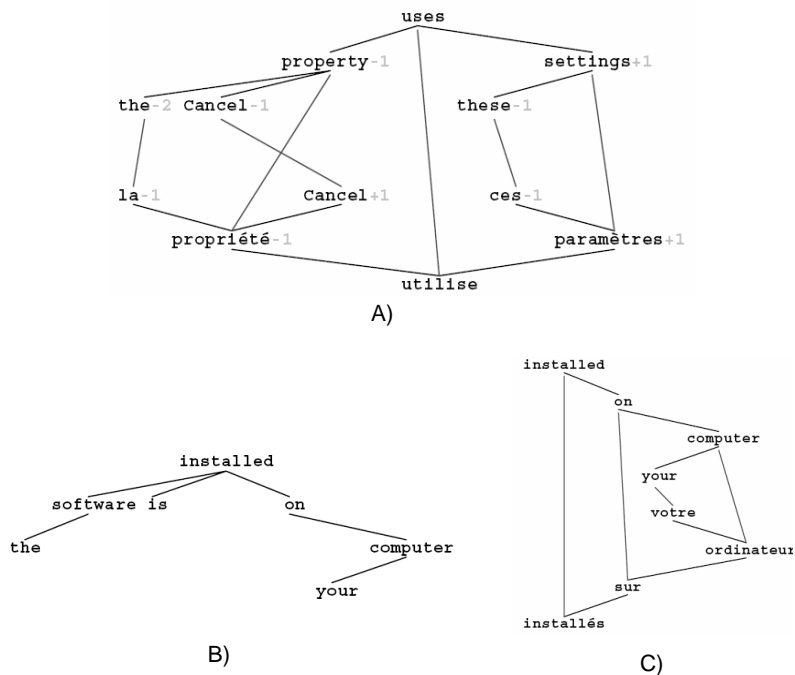 uses
property-1 settings+1
the-2 Cancel-1 these-1
la-1 Cancel+1 ces-1
propriété-1 paramètres+1
utilise
A)
installed
software is on
the computer
your
B)
installed
on
computer
your
votre
ordinateur
sur
installés
C)